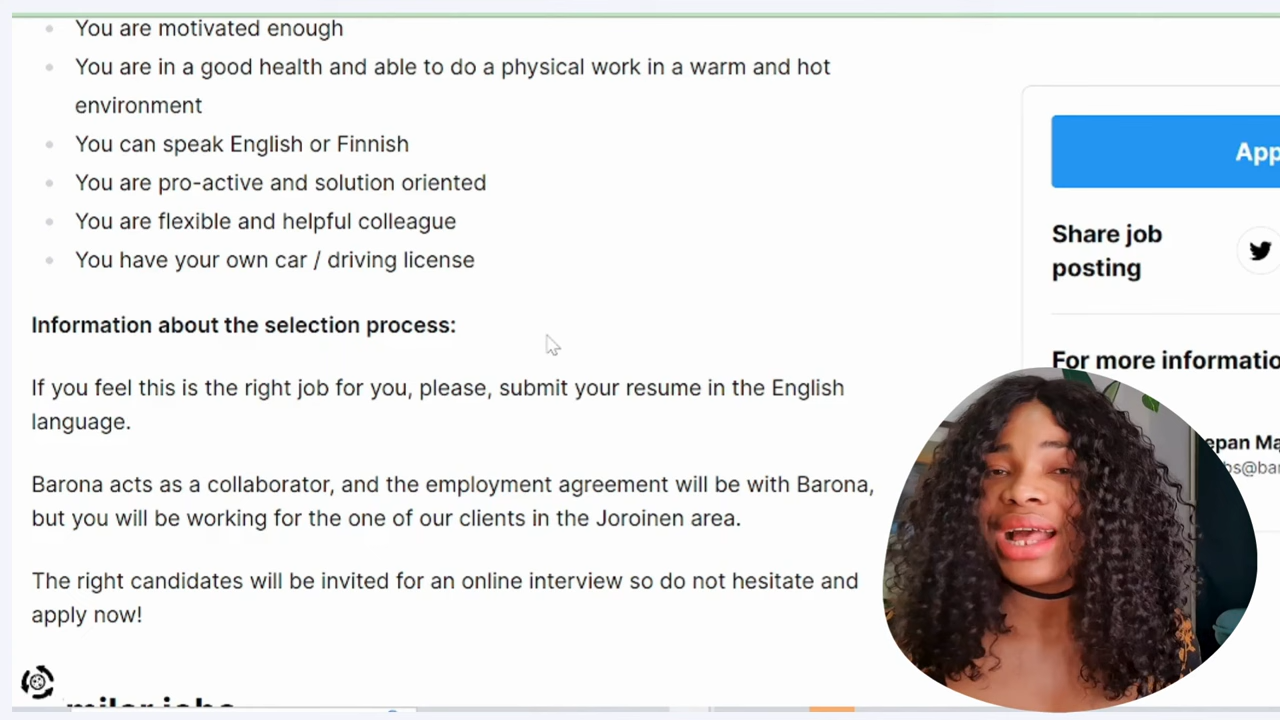 You are motivated enough
You are in a good health and able to do a physical work in a warm and hot
environment
You can speak English or Finnish
You are pro-active and solution oriented
You are flexible and helpful colleague
You have your own car / driving license
Information about the selection process:
If you feel this is the right job for you, please, submit your resume in the English
language.
Barona acts as a collaborator, and the employment agreement will be with Barona,
but you will be working for the one of our clients in the Joroinen area.
The right candidates will be invited for an online interview so do not hesitate and
apply now!
App
Share job
posting
For more informatio